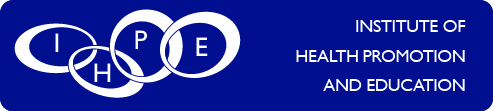 IHPE
INSTITUTE OF
HEALTH PROMOTION
AND EDUCATION